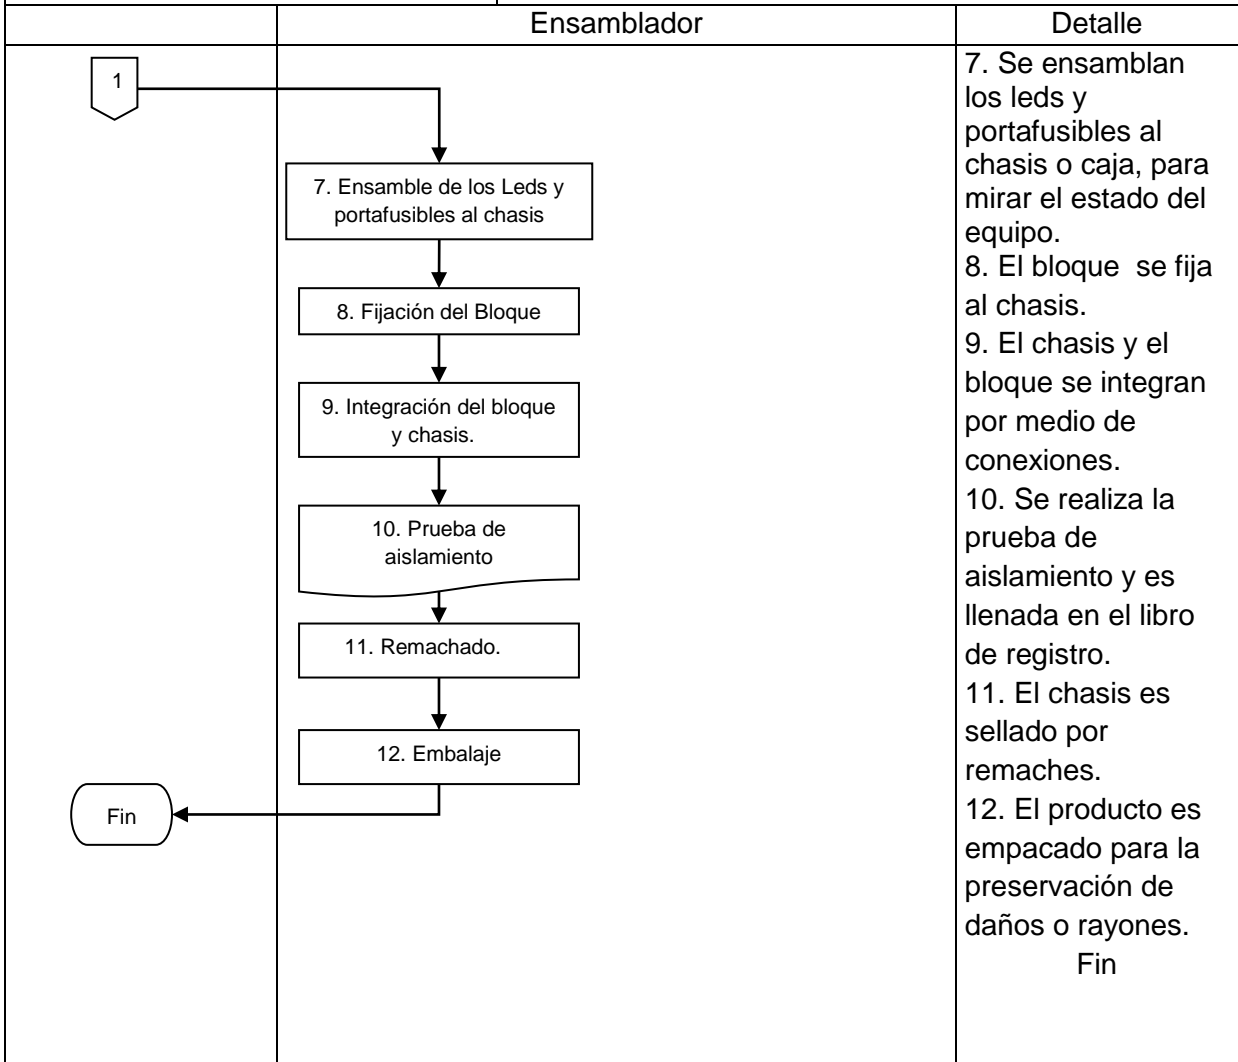 Ensamblador
Detalle
1
7. Ensamble de los Leds y
portafusibles al chasis
8. Fijación del Bloque
9. Integración del bloque
y chasis.
10. Prueba de
aislamiento
11. Remachado.
12. Embalaje
Fin
7. Se ensamblan
los leds y
portafusibles al
chasis o caja, para
mirar el estado del
equipo.
8. El bloque  se fija
al chasis.
9. El chasis y el
bloque se integran
por medio de
conexiones.
10. Se realiza la
prueba de
aislamiento y es
llenada en el libro
de registro.
11. El chasis es
sellado por
remaches.
12. El producto es
empacado para la
preservación de
daños o rayones.
Fin